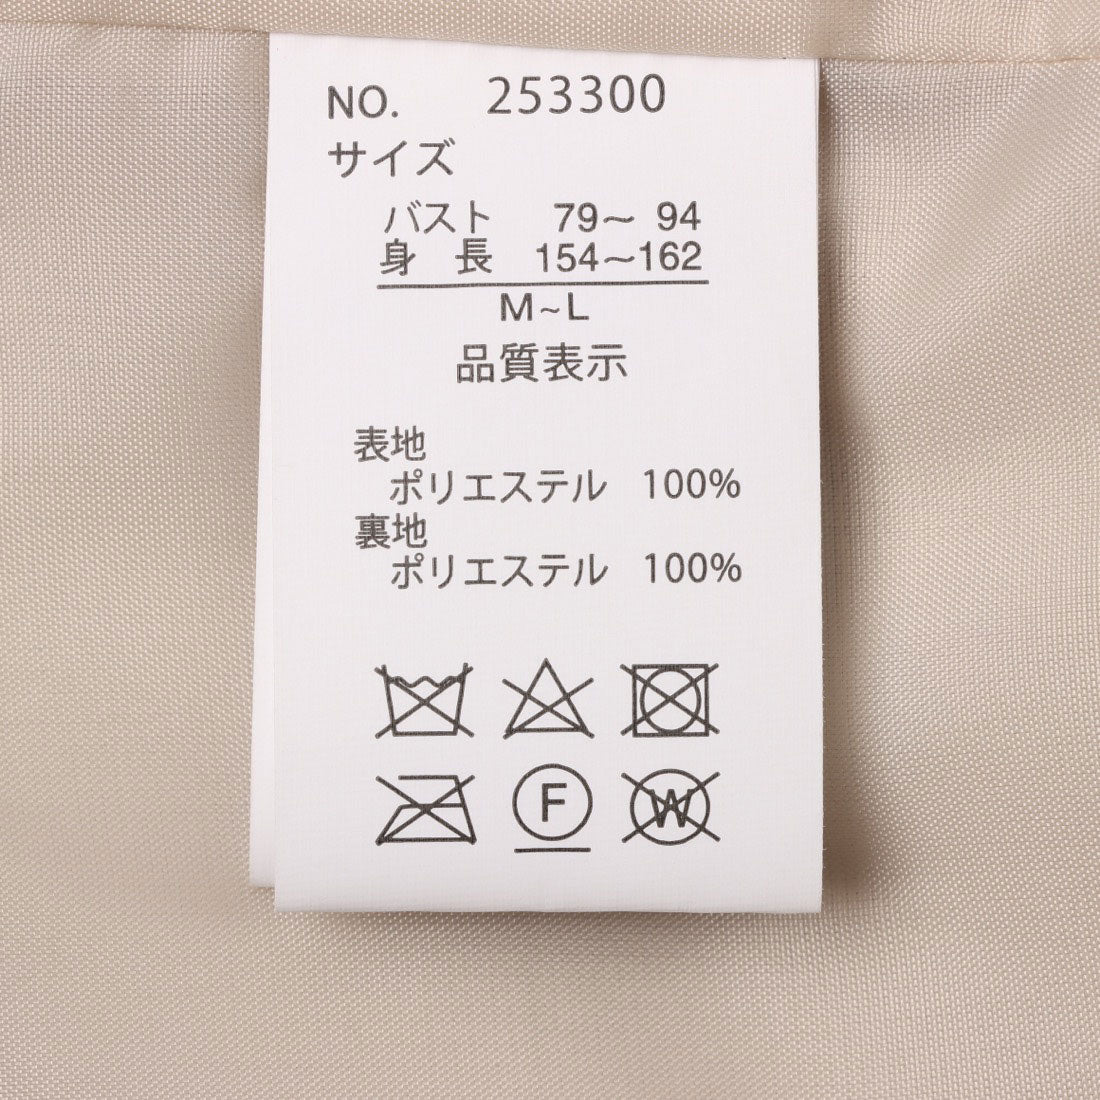 NO. 253300
サイズ
バスト 79～ 94
身 長 154～162
M~L
品質表示
表地
ポリエステル 100%
裏地
ポリエステル 100%
F
W